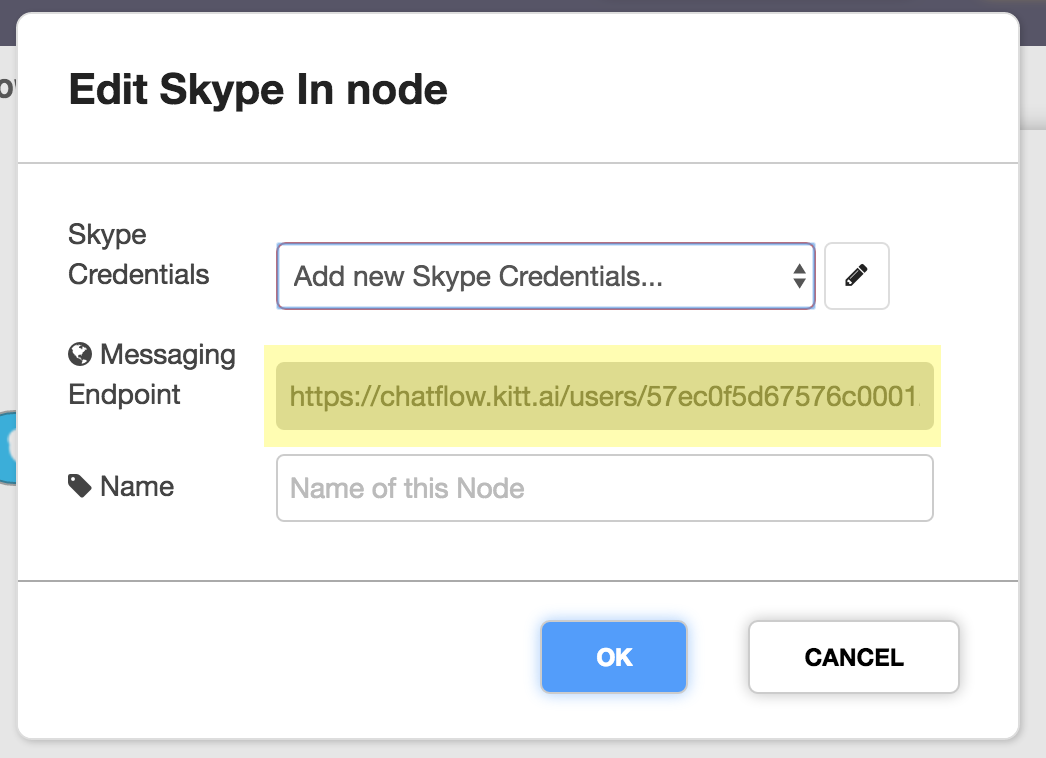 Edit Skype In node
Skype
Credentials
Add new Skype Credentials...
Messaging
Endpoint
https://chatflow.kitt.ai/users/57ec0f5d67576c0001
Name
Name of this Node
OK
CANCEL